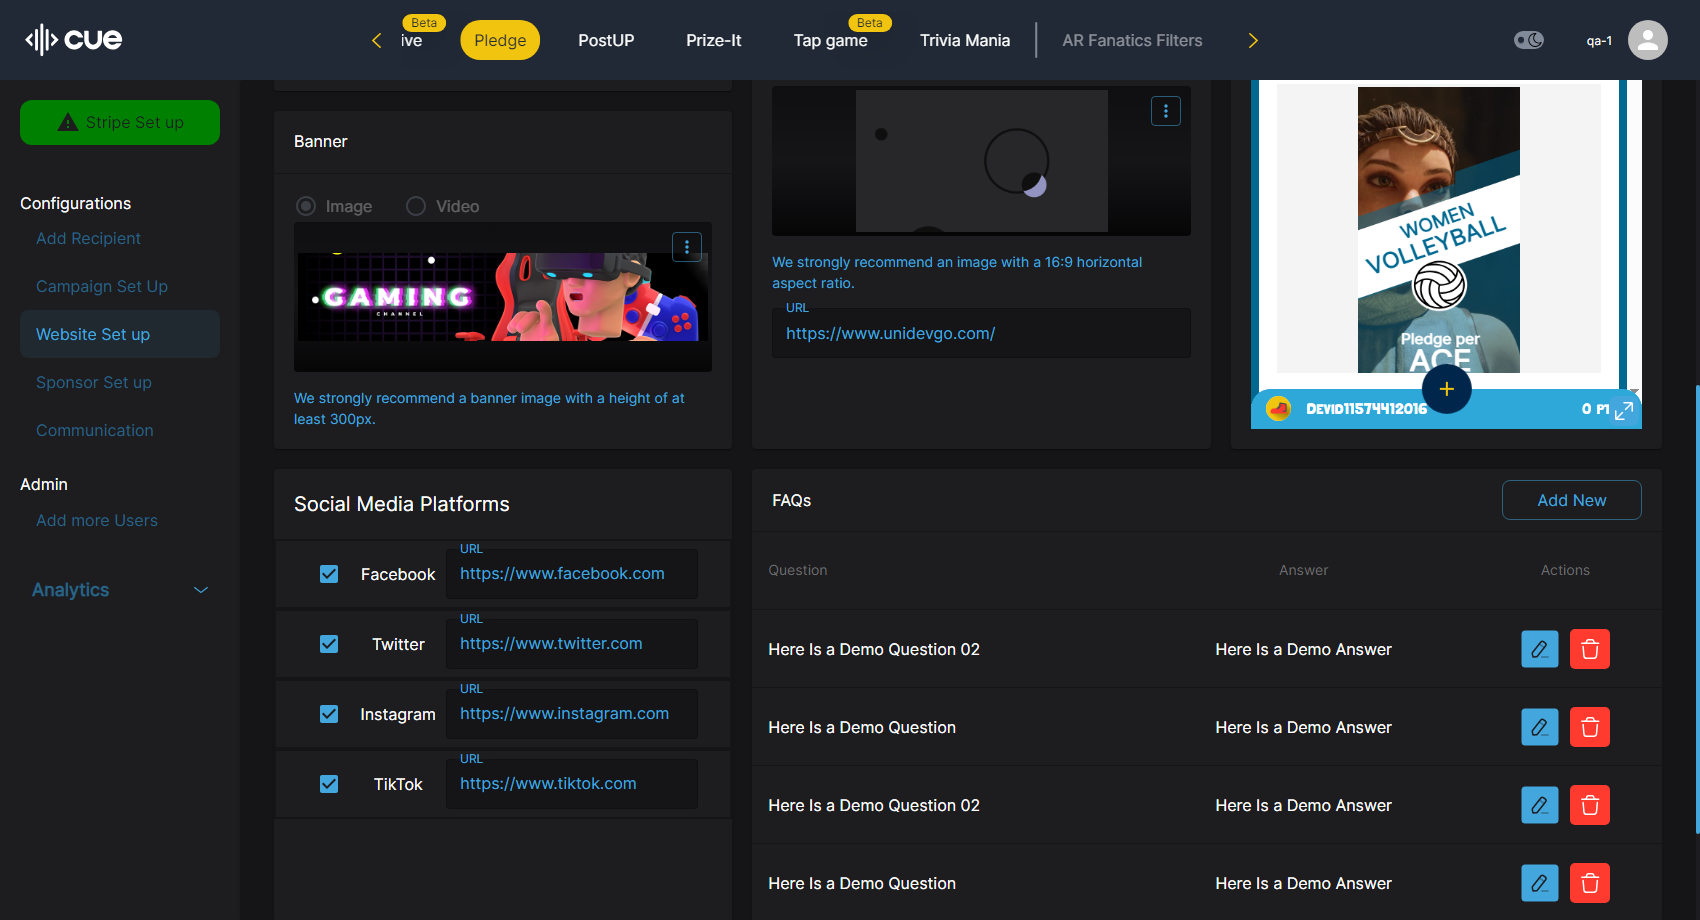 cue
Beta
ive
Pledge
PostUP
Prize-It
Beta
Tap game
Trivia Mania
AR Fanatics Filters
qa-1
Stripe Set up
Configurations
Add Recipient
Campaign Set Up
Website Set up
Sponsor Set up
Communication
Admin
Add more Users
Analytics
Banner
Image
Video
GAMING
CHANNEL
We strongly recommend a banner image with a height of at
least 300px.
We strongly recommend an image with a 16:9 horizontal
aspect ratio.
URL
https://www.unidevgo.com/
WOMEN
VOLLEYBALL
Pledge per
ACE
DEVID11574412016
0 PT
Social Media Platforms
Facebook
URL
https://www.facebook.com
Twitter
URL
https://www.twitter.com
Instagram
URL
https://www.instagram.com
TikTok
URL
https://www.tiktok.com
FAQs
Add New
Question
Answer
Actions
Here Is a Demo Question 02
Here Is a Demo Answer
Here Is a Demo Question
Here Is a Demo Answer
Here Is a Demo Question 02
Here Is a Demo Answer
Here Is a Demo Question
Here Is a Demo Answer